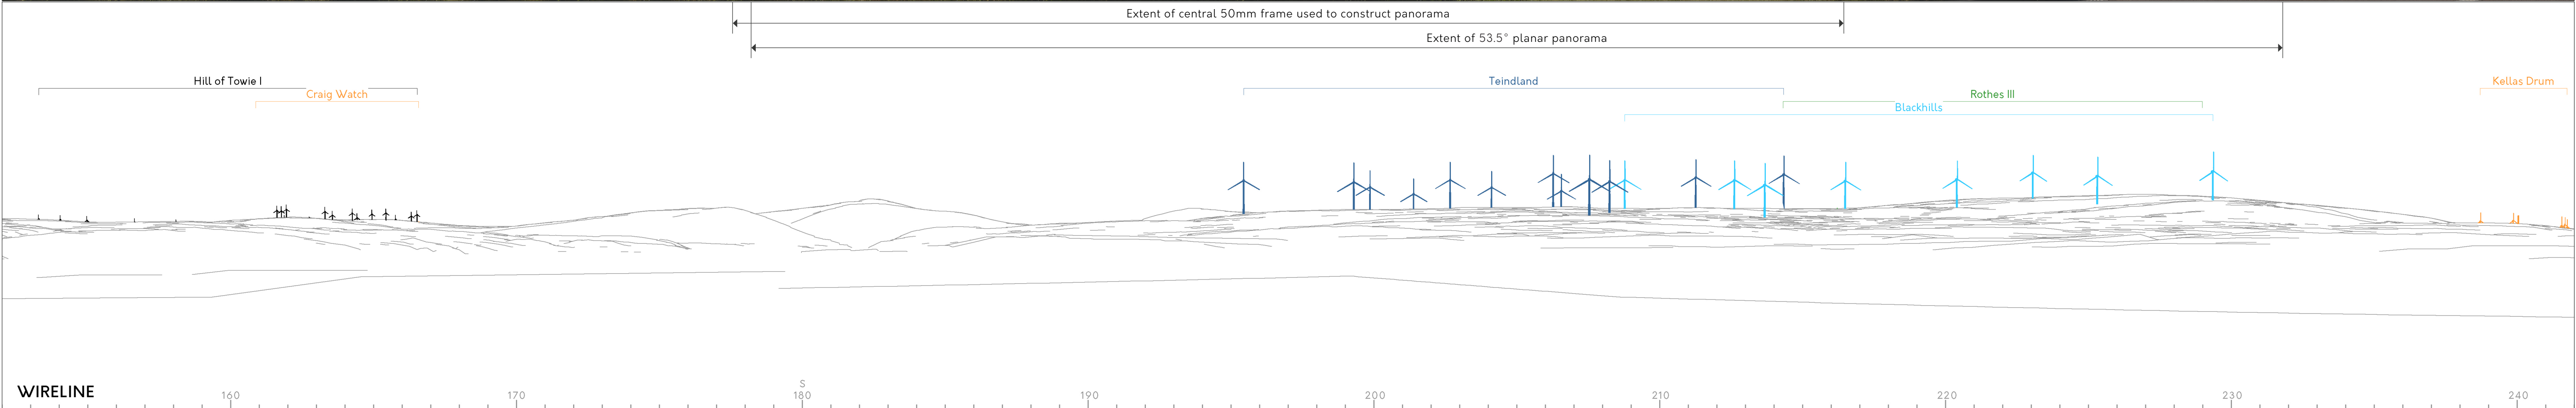 Extent of central 50mm frame used to construct panorama
Extent of 53.5° planar panorama
Hill of Towie I
Teindland
Kellas Drum
Craig Watch
Rothes III
Blackhills
S
WIRELINE
160 170 180 190 200 210 220 230 240